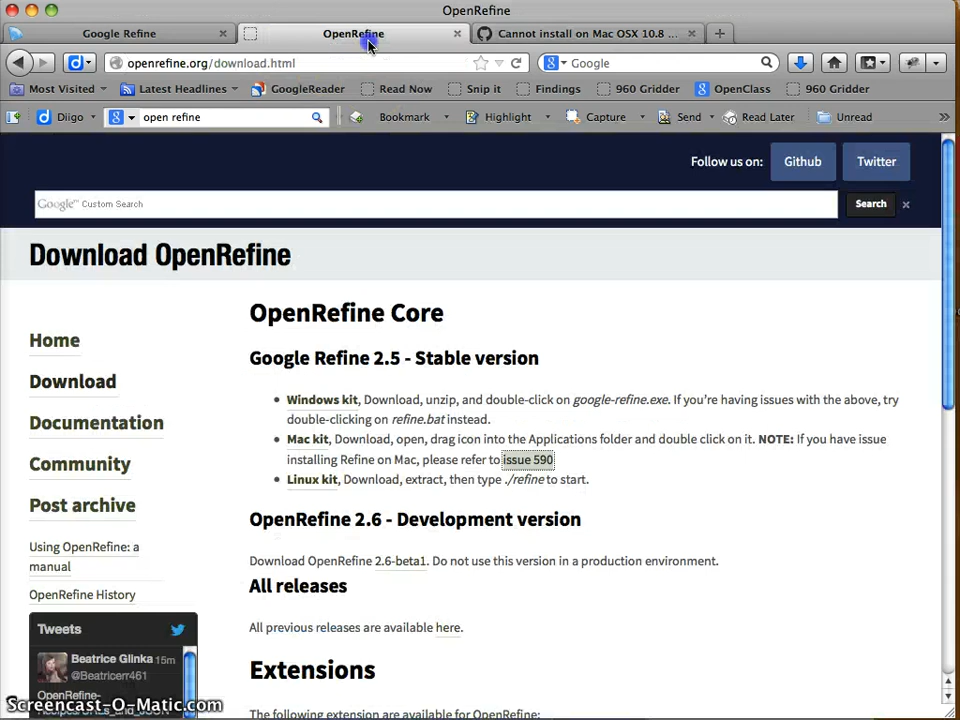 OpenRefine
Google Refine
OpenRefine
Cannot install on Mac OSX 10.8 ...
openrefine.org/download.html
Google
Most Visited
Latest Headlines
GoogleReader
Read Now
Snip it
Findings
960 Gridder
OpenClass
960 Gridder
Diigo
open refine
Bookmark
Highlight
Capture
Send
Read Later
Unread
Follow us on:
Github
Twitter
Google™ Custom Search
Search
Download OpenRefine
Home
Download
Documentation
Community
Post archive
Using OpenRefine: a
manual
OpenRefine History
Tweets
Beatrice Glinka 15m
@Beatricerr461
OpenRefine-
OpenRefine Core
Google Refine 2.5 - Stable version
Windows kit, Download, unzip, and double-click on google-refine.exe. If you're having issues with the above, try
double-clicking on refine.bat instead.
Mac kit, Download, open, drag icon into the Applications folder and double click on it. NOTE: If you have issue
installing Refine on Mac, please refer to issue 590
Linux kit, Download, extract, then type ./refine to start.
OpenRefine 2.6 - Development version
Download OpenRefine 2.6-beta1. Do not use this version in a production environment.
All releases
All previous releases are available here.
Extensions
The following extension are available for OpenRefine:
Screencast-O-Matic.com